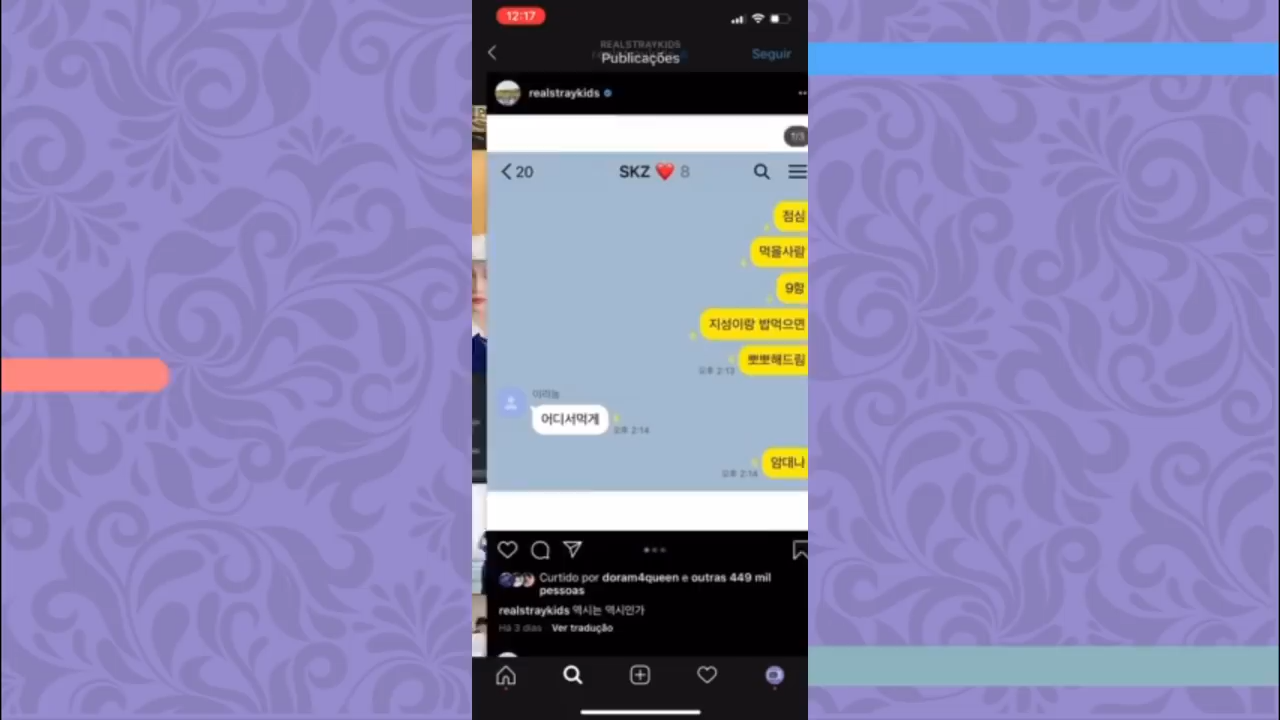 12:17
REALSTRAYKIDS
Publicações
Seguir
realstraykids
1/3
20
SKZ ❤️ 8
점심
먹을사람
9함
지성이랑 밥먹으면
뽀뽀해드림
오후 2:13
어디서먹게
오후 2:14
암대나
오후 2:14
Curtido por doram4queen e outras 449 mil
pessoas
realstraykids 역시는 역시인가
Há 3 dias Ver tradução